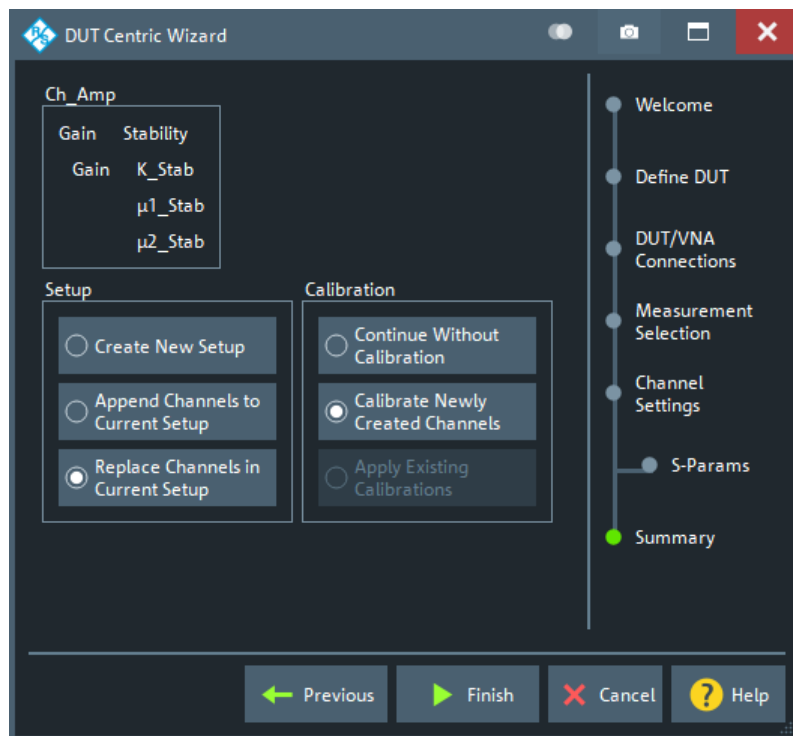 DUT Centric Wizard
Ch_Amp
Gain Stability
Gain K_Stab
µ1_Stab
µ2_Stab
Setup
Create New Setup
Append Channels to
Current Setup
Replace Channels in
Current Setup
Calibration
Continue Without
Calibration
Calibrate Newly
Created Channels
Apply Existing
Calibrations
Welcome
Define DUT
DUT/VNA
Connections
Measurement
Selection
Channel
Settings
S-Params
Summary
Previous
Finish
Cancel
? Help